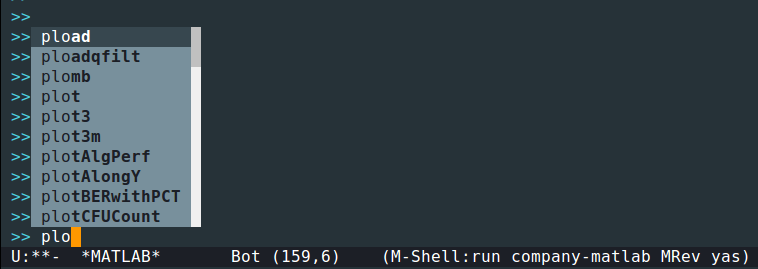 >>
>> pload
>> ploadqfilt
>> plomb
>> plot
>> plot3
>> plot3m
>> plotAlgPerf
>> plotAlongY
>> plotBERwithPCT
>> plotCFUCount
>> plo
U:**-  *MATLAB*       Bot (159,6)    (M-Shell:run company-matlab MRev yas)